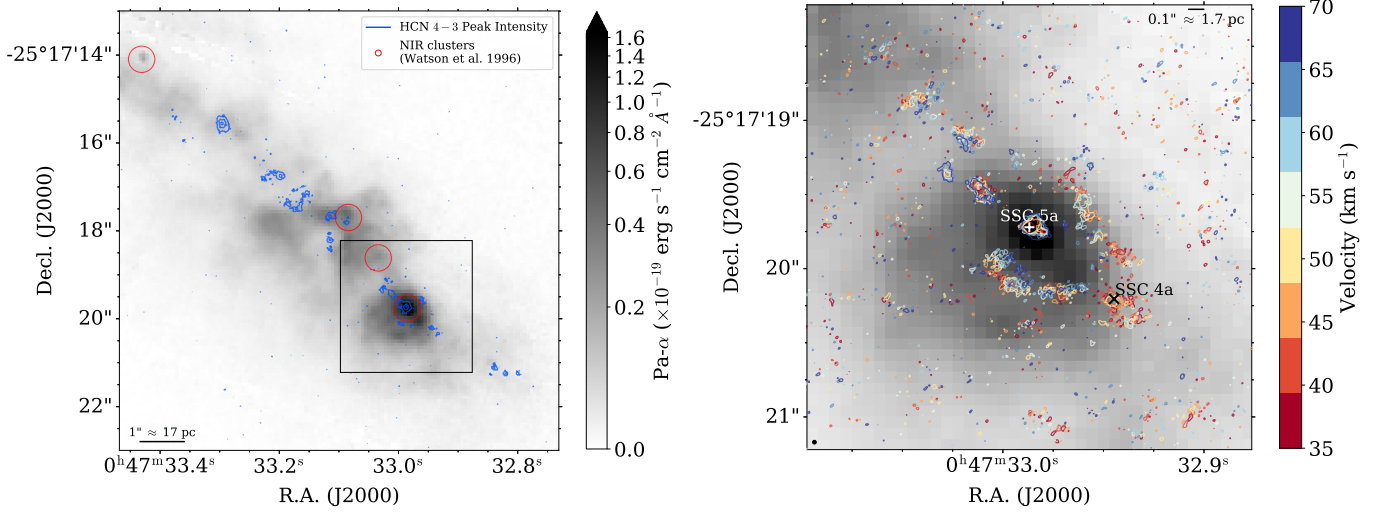 HCN 4 − 3 Peak Intensity
NIR clusters
(Watson et al. 1996)
-25°17'14"
16"
18"
20"
22"
Decl. (J2000)
1" ≈ 17 pc
0ʰ47ᵐ33.4ˢ
33.2ˢ
33.0ˢ
32.8ˢ
R.A. (J2000)
1.6
1.4
1.2
1.0
0.8
0.6
0.4
0.2
0.0
Pa-α (×10⁻¹⁹ erg s⁻¹ cm⁻² Å⁻¹)
0.1" ≈ 1.7 pc
-25°17'19"
20"
21"
Decl. (J2000)
SSC 5a
SSC 4a
0ʰ47ᵐ33.0ˢ
32.9ˢ
R.A. (J2000)
70
65
60
55
50
45
40
35
Velocity (km s⁻¹)